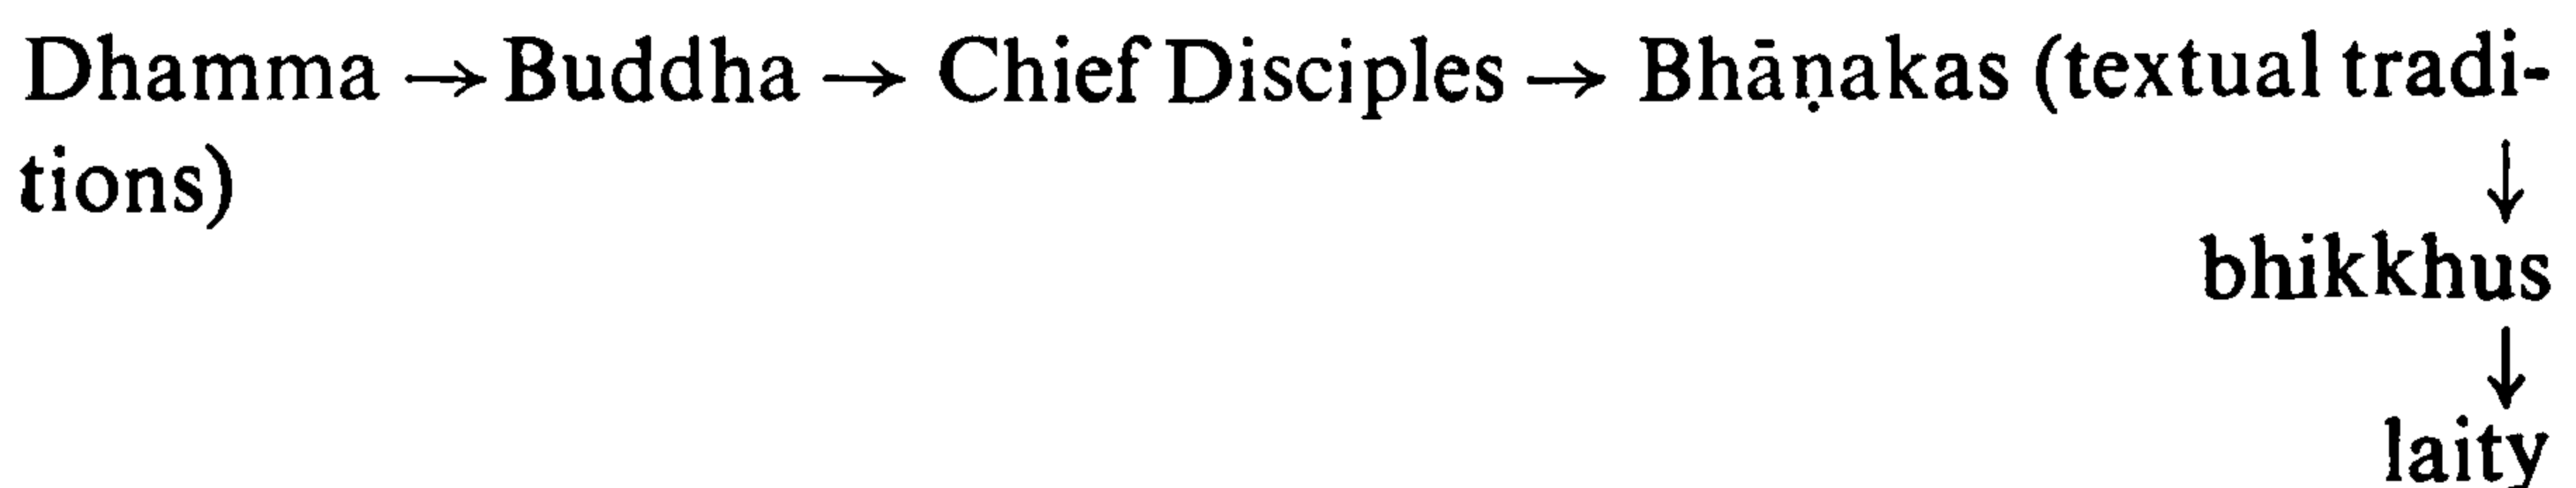 Dhamma → Buddha → Chief Disciples → Bhāṇakas (textual tradi-
tions) ↓
bhikkhus
↓
laity